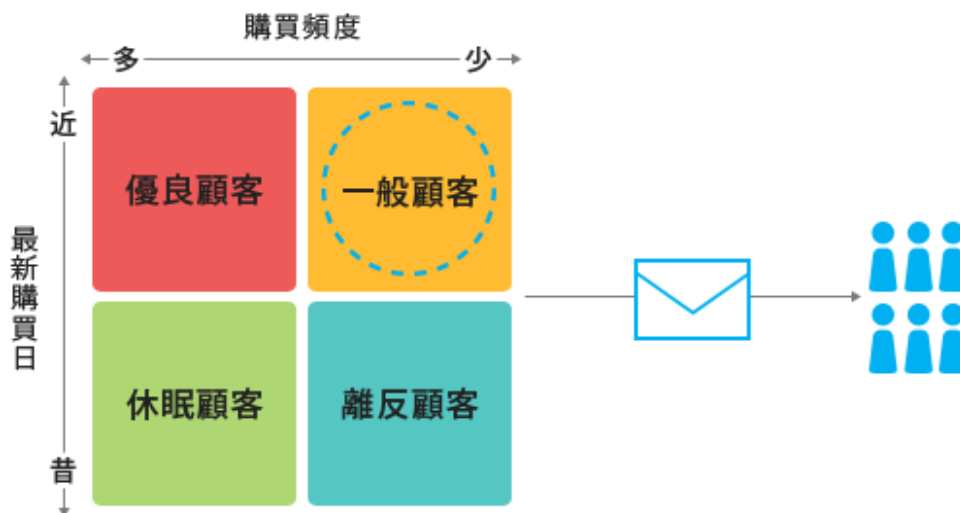 購買頻度
多 少
近
優良顧客 一般顧客
最新購買日
休眠顧客 離反顧客
昔